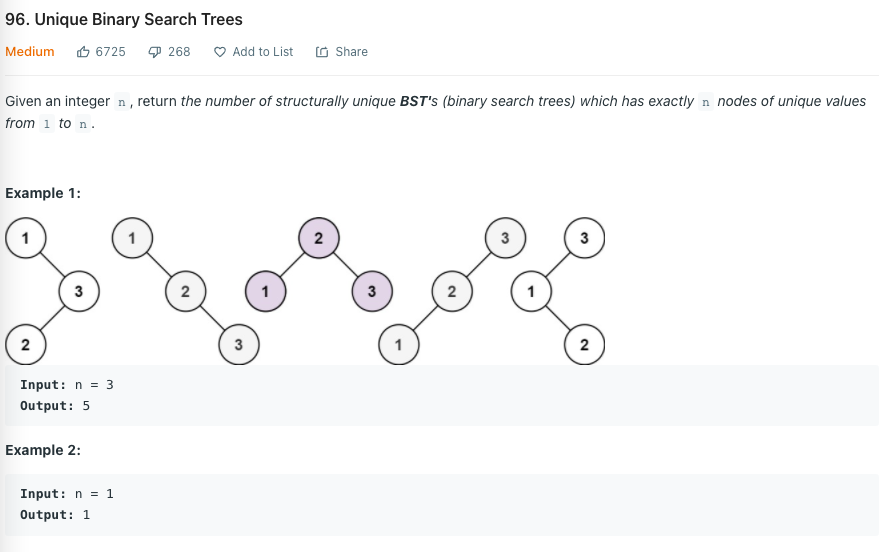 96. Unique Binary Search Trees
Medium 6725 268 Add to List Share
Given an integer n, return the number of structurally unique BST's (binary search trees) which has exactly n nodes of unique values
from 1 to n.
Example 1:
1 1 2 3 3
3 2 1 3 2 1
2 3 1 2
Input: n = 3
Output: 5
Example 2:
Input: n = 1
Output: 1